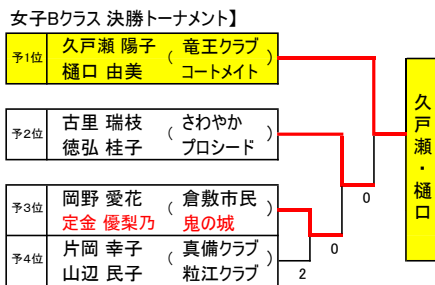 女子Bクラス 決勝トーナメント】
予1位 久戸瀬 陽子 ( 竜王クラブ )
樋口 由美 コートメイト
予2位 古里 瑞枝 ( さわやか )
徳弘 桂子 プロシード
予3位 岡野 愛花 ( 倉敷市民 )
定金 優梨乃 鬼の城
予4位 片岡 幸子 ( 真備クラブ )
山辺 民子 粒江クラブ
2
0
0
久戸瀬・樋口